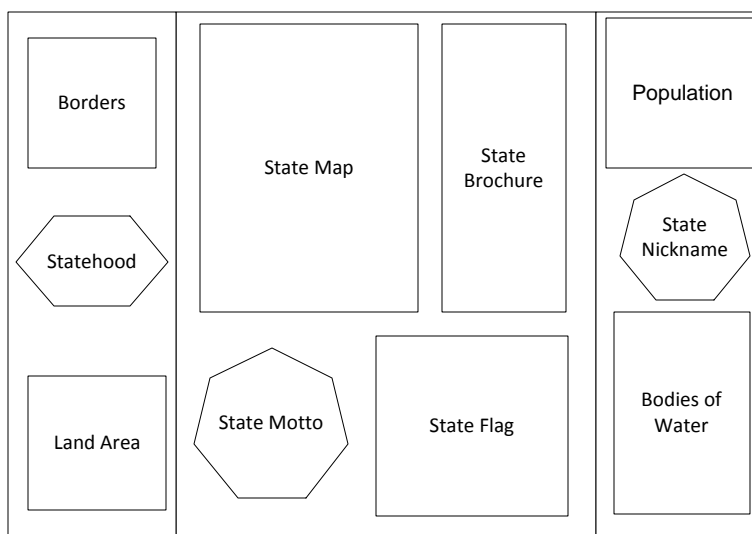 Borders
Statehood
Land Area
State Map
State
Brochure
State Motto
State Flag
Population
State
Nickname
Bodies of
Water